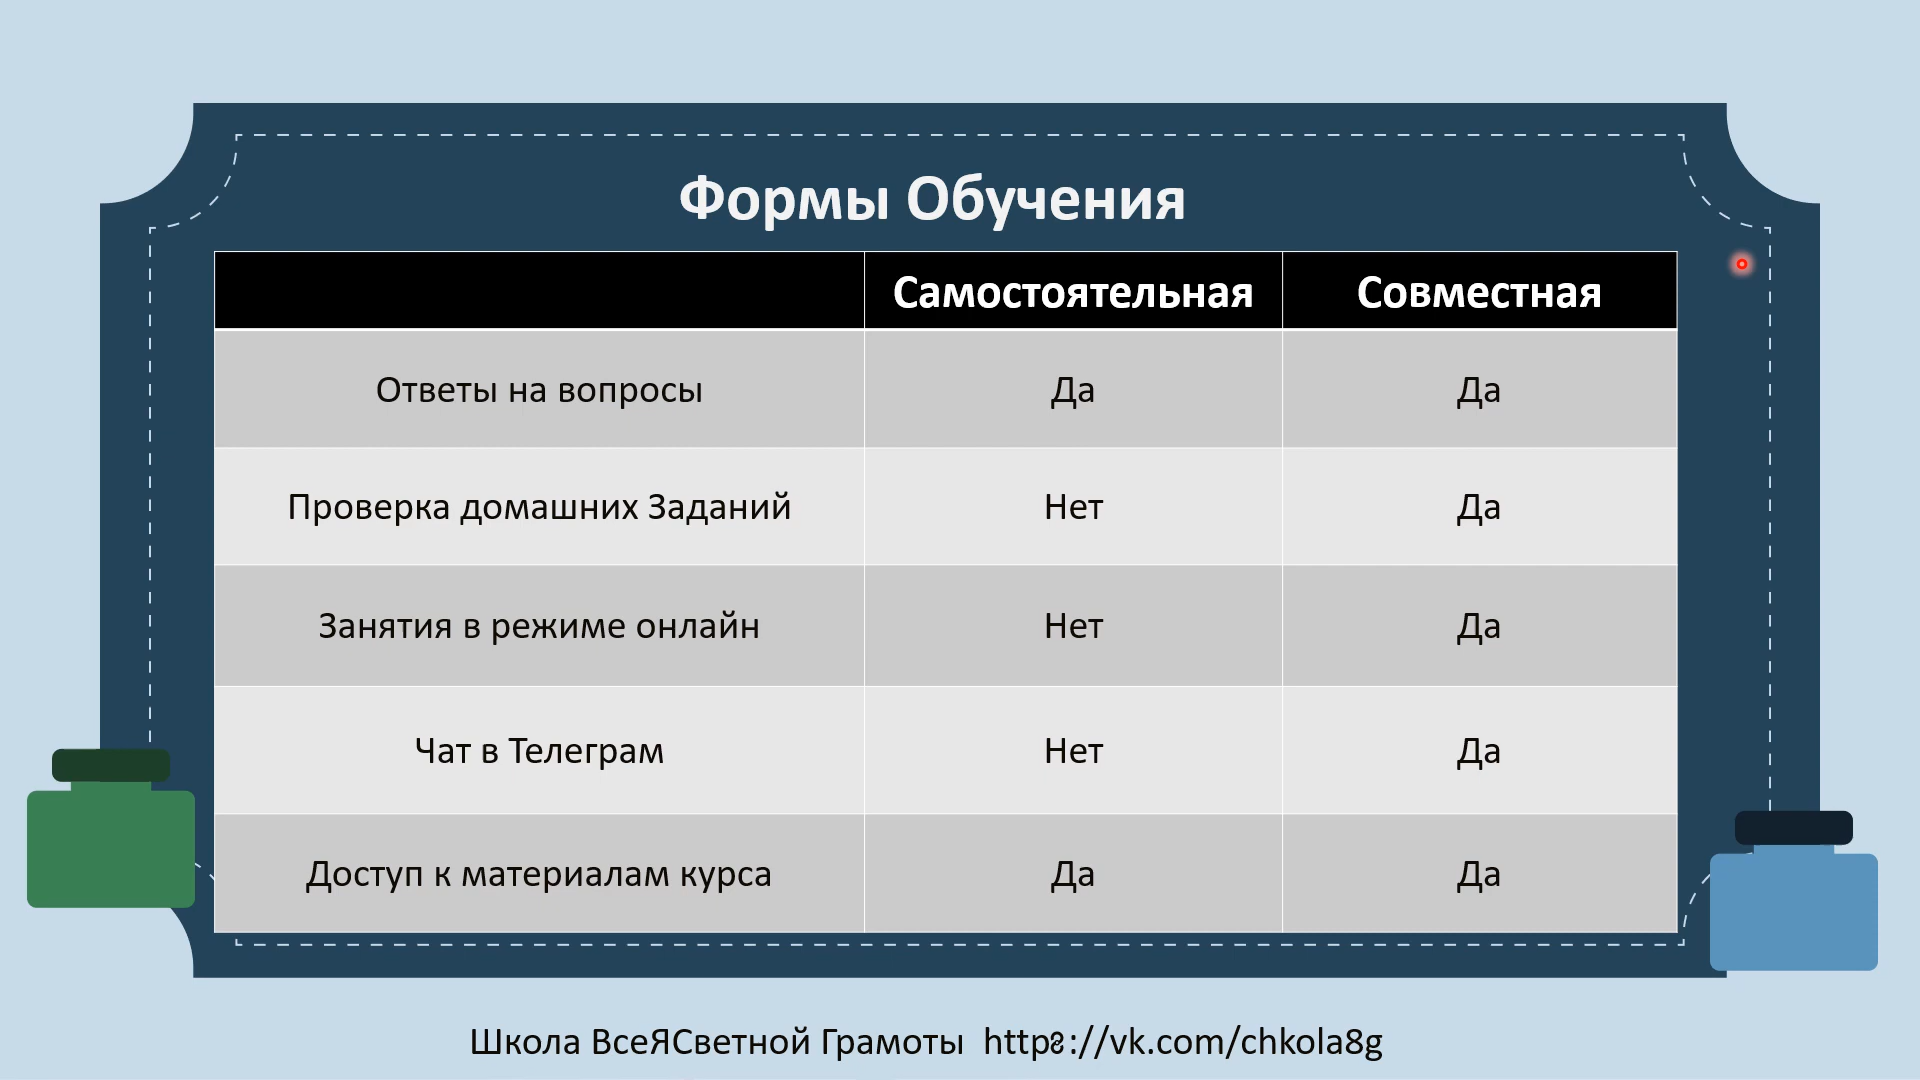 Формы Обучения
Самостоятельная Совместная
Ответы на вопросы Да Да
Проверка домашних Заданий Нет Да
Занятия в режиме онлайн Нет Да
Чат в Телеграм Нет Да
Доступ к материалам курса Да Да
Школа ВсеЯСветной Грамоты https://vk.com/chkola8g